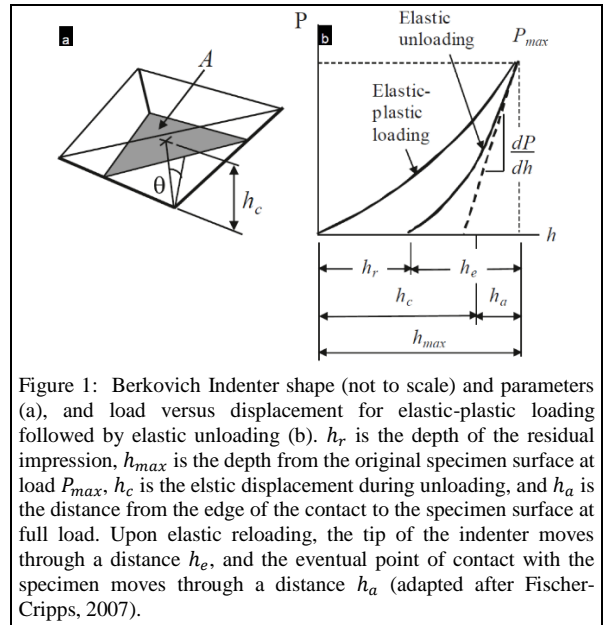 a
A
θ
h_c
P
b
Elastic
unloading
P_max
Elastic-
plastic
loading
dP
dh
h
h_r
h_e
h_c
h_a
h_max
Figure 1: Berkovich Indenter shape (not to scale) and parameters
(a), and load versus displacement for elastic-plastic loading
followed by elastic unloading (b). h_r is the depth of the residual
impression, h_max is the depth from the original specimen surface at
load P_max, h_c is the elstic displacement during unloading, and h_a is
the distance from the edge of the contact to the specimen surface at
full load. Upon elastic reloading, the tip of the indenter moves
through a distance h_e, and the eventual point of contact with the
specimen moves through a distance h_a (adapted after Fischer-
Cripps, 2007).